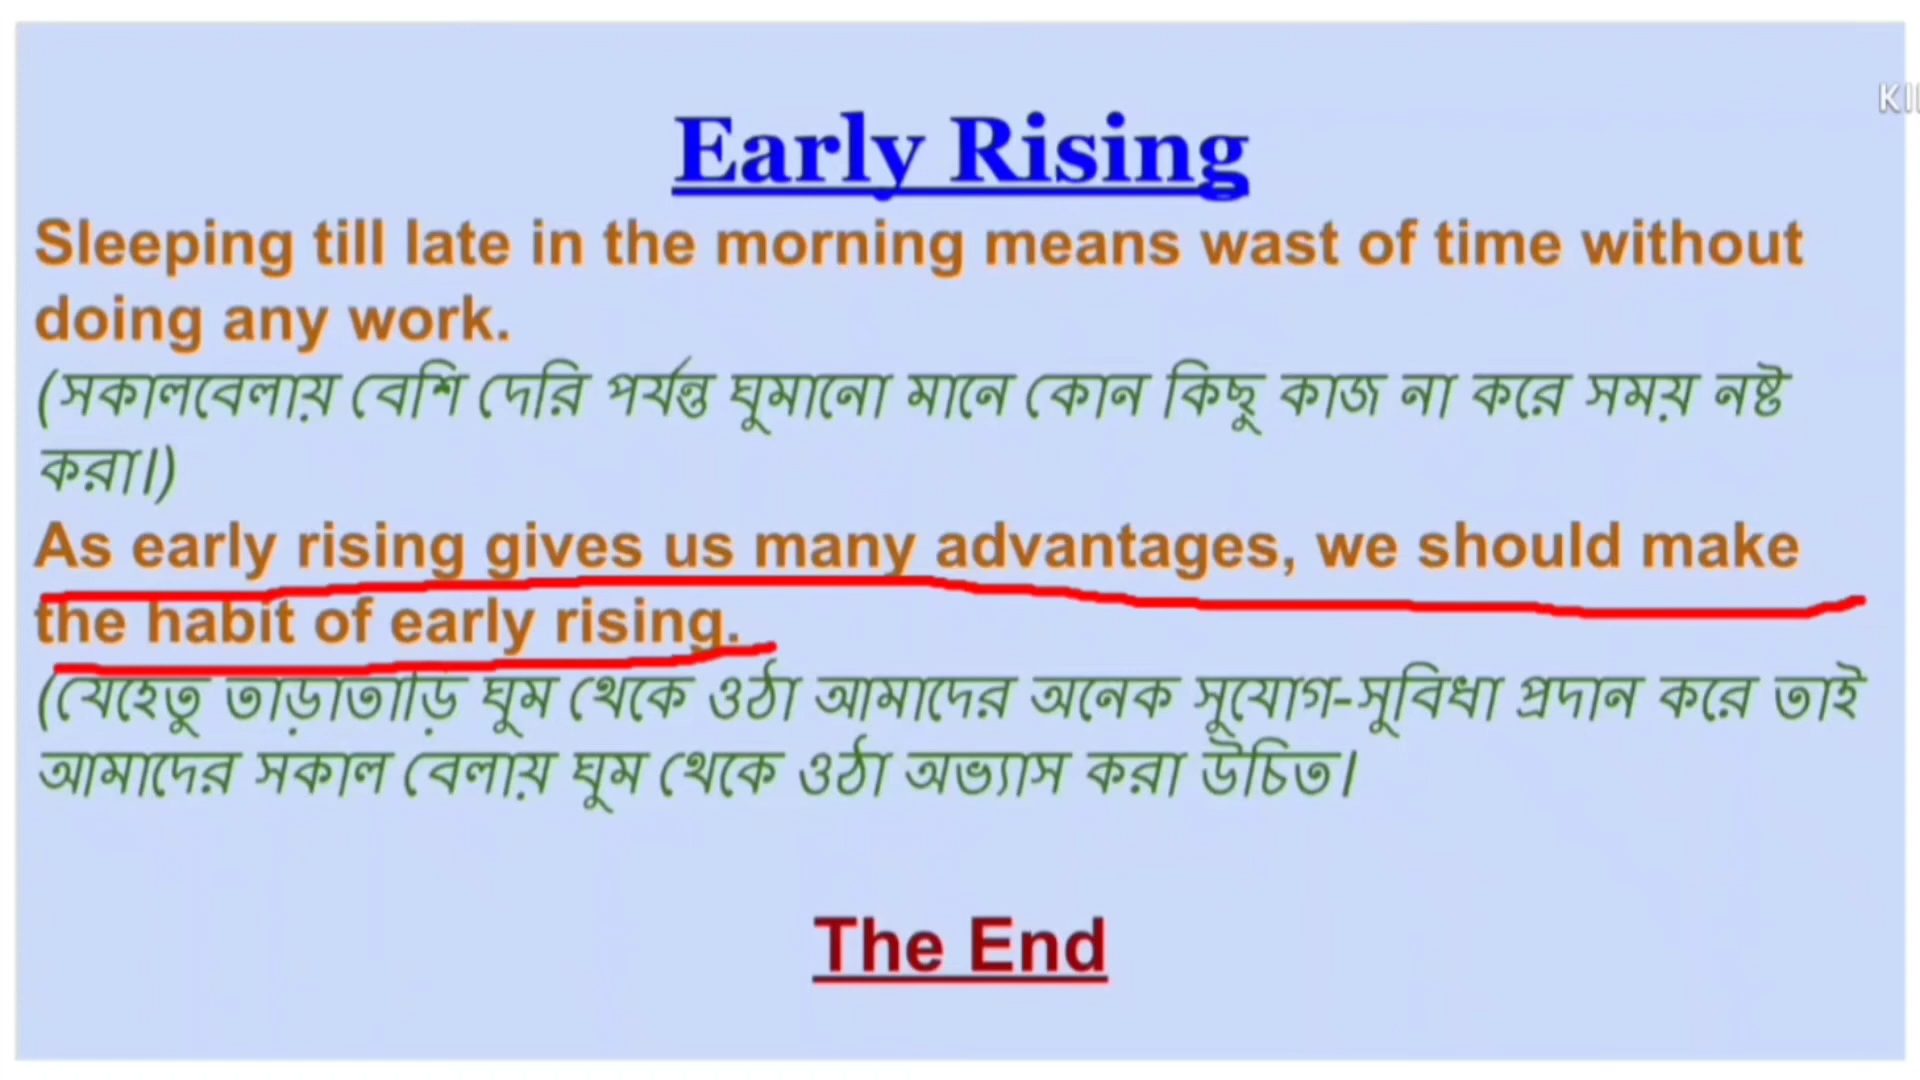 Early Rising
Sleeping till late in the morning means wast of time without
doing any work.
(সকালবেলায় বেশি দেরি পর্যন্ত ঘুমানো মানে কোন কিছু কাজ না করে সময় নষ্ট
করা।)
As early rising gives us many advantages, we should make
the habit of early rising.
(যেহেতু তাড়াতাড়ি ঘুম থেকে ওঠা আমাদের অনেক সুযোগ-সুবিধা প্রদান করে তাই
আমাদের সকাল বেলায় ঘুম থেকে ওঠা অভ্যাস করা উচিত।
The End